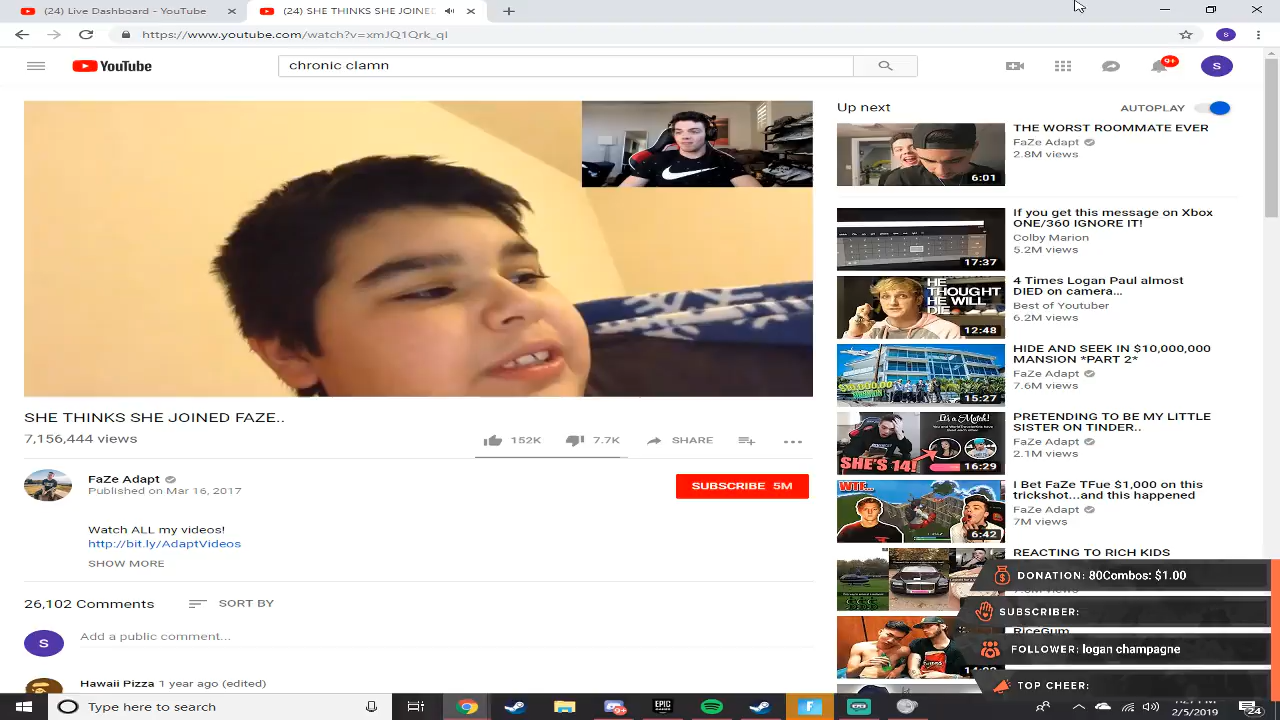 (24) Live Dashboard - YouTube
(24) SHE THINKS SHE JOINED
https://www.youtube.com/watch?v=xmJQ1Qrk_qI
S
YouTube
chronic clamn
9+
S
Up next
AUTOPLAY
THE WORST ROOMMATE EVER
FaZe Adapt
2.8M views
6:01
If you get this message on Xbox
ONE/360 IGNORE IT!
Colby Marion
5.2M views
17:37
4 Times Logan Paul almost
DIED on camera...
Best of Youtuber
6.2M views
HE
THOUGHT
HE WILL
DIE
12:48
HIDE AND SEEK IN $10,000,000
MANSION *PART 2*
FaZe Adapt
7.6M views
15:27
PRETENDING TO BE MY LITTLE
SISTER ON TINDER..
FaZe Adapt
2.1M views
It's a Match!
SHE'S 14!
16:29
I Bet FaZe TFue $1,000 on this
trickshot...and this happened
FaZe Adapt
7M views
WTF..
6:42
REACTING TO RICH KIDS
RiceGum
SHE THINKS SHE JOINED FAZE..
7,156,444 views
152K
7.7K
SHARE
FaZe Adapt
Published on Mar 16, 2017
SUBSCRIBE 5M
Watch ALL my videos!
http://bit.ly/AdaptVideos
SHOW MORE
26,102 Comments
SORT BY
S
Add a public comment...
Hawaii Pizza 1 year ago (edited)
DONATION: 80Combos: $1.00
SUBSCRIBER:
FOLLOWER: logan champagne
TOP CHEER:
Type here to search
EPIC
GAMES
F
2/5/2019
24